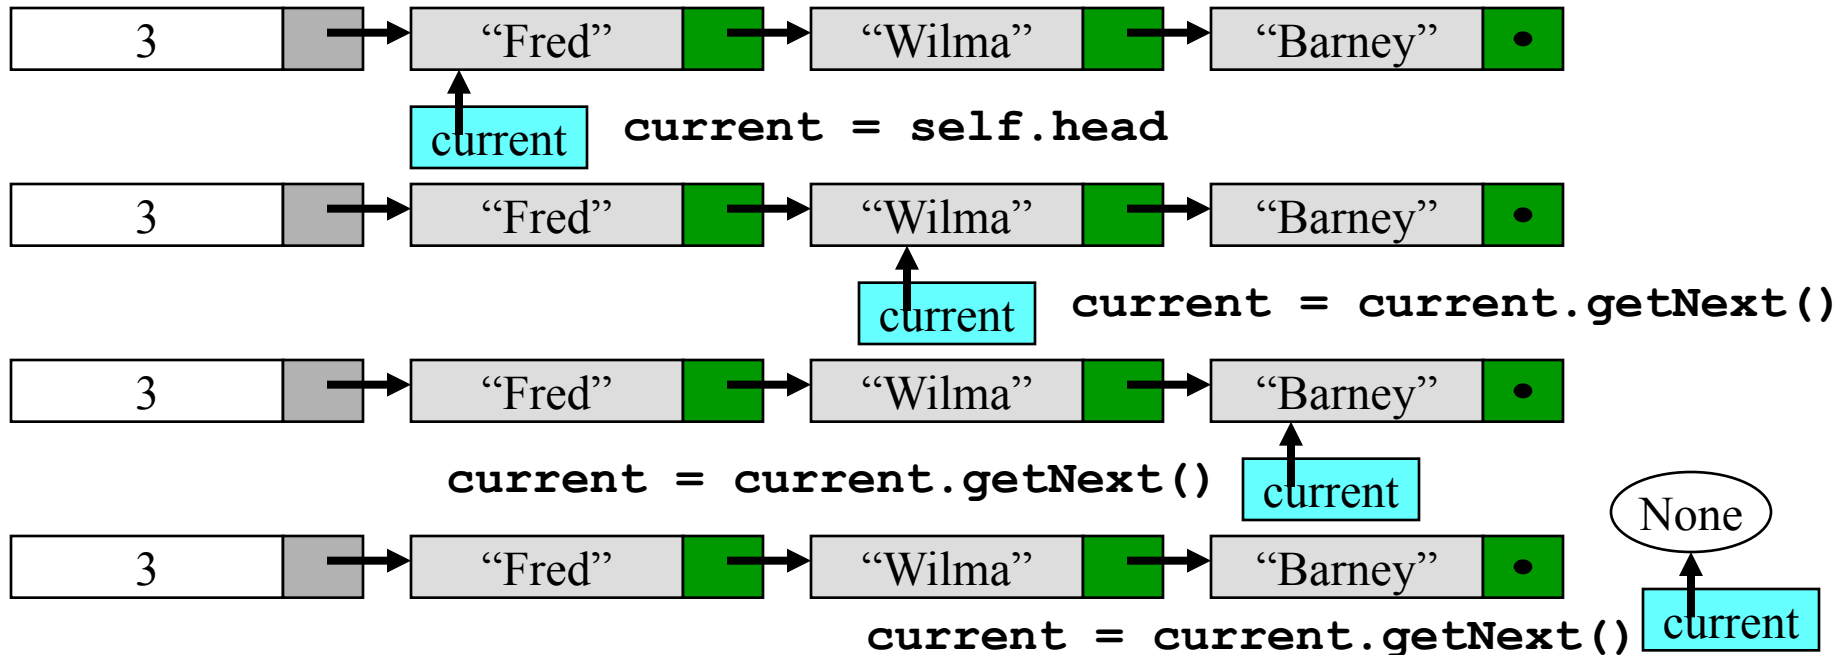 3 “Fred” “Wilma” “Barney”
current current = self.head
3 “Fred” “Wilma” “Barney”
current current = current.getNext()
3 “Fred” “Wilma” “Barney”
current = current.getNext() current
None
3 “Fred” “Wilma” “Barney”
current = current.getNext() current